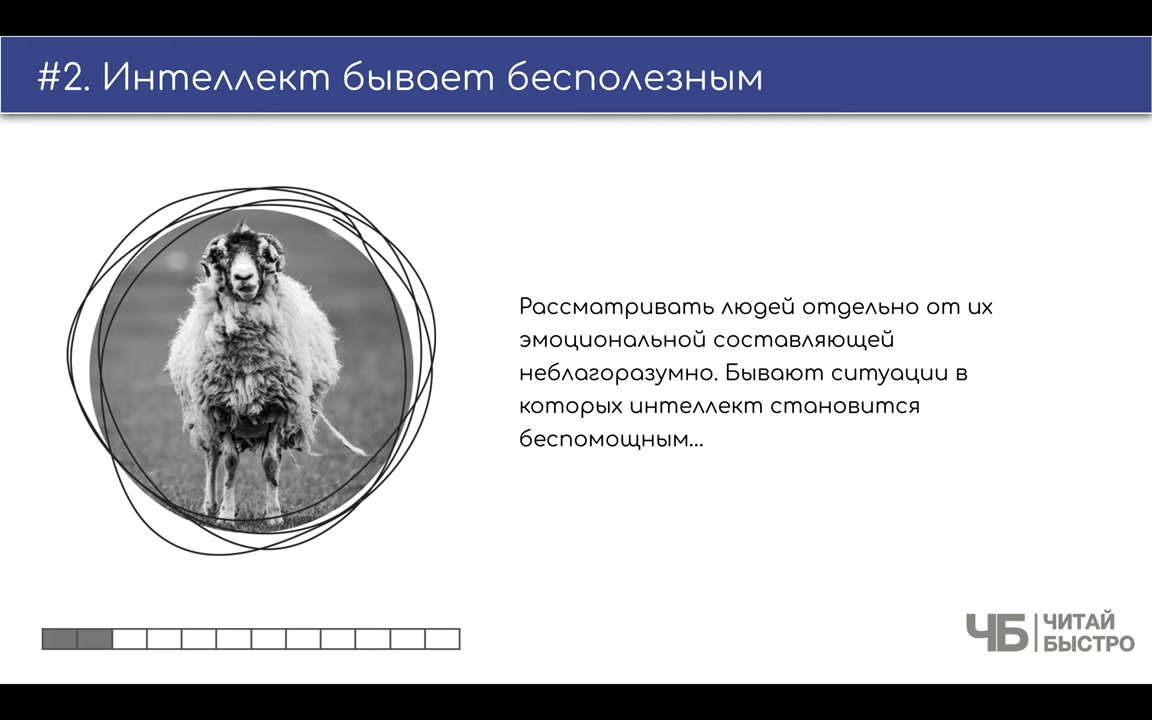 #2. Интеллект бывает бесполезным
Рассматривать людей отдельно от их
эмоциональной составляющей
неблагоразумно. Бывают ситуации в
которых интеллект становится
беспомощным...
ЧБ
ЧИТАЙ
БЫСТРО